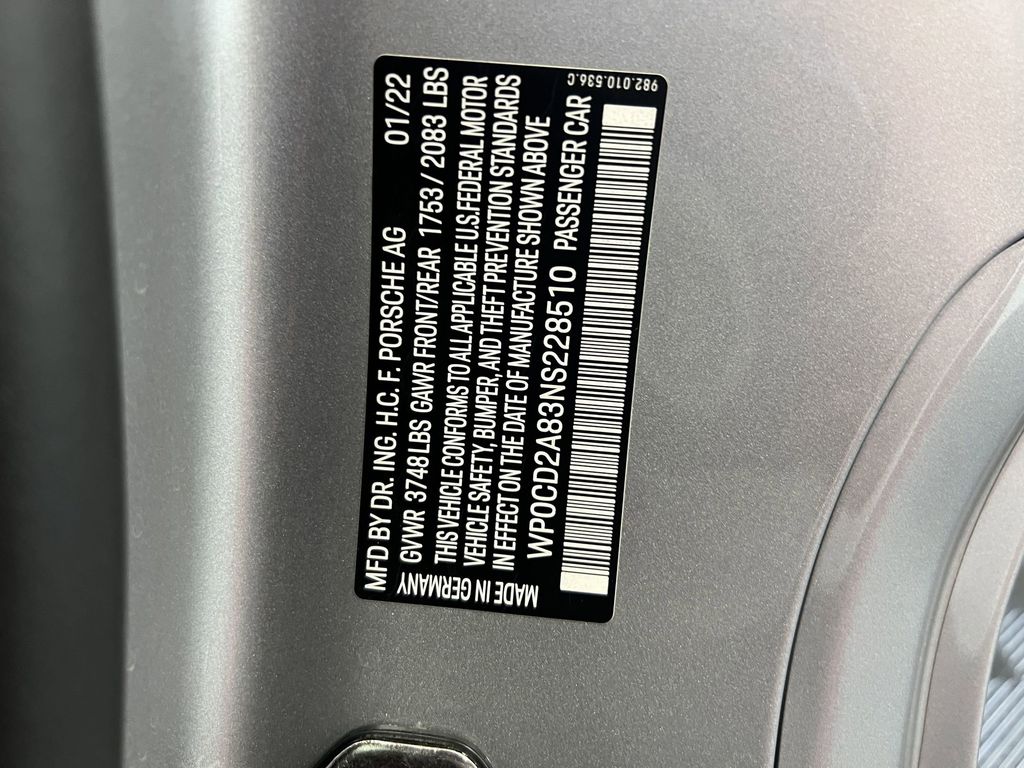 MFD BY DR. ING. H.C. F. PORSCHE AG 01/22
GVWR 3748 LBS GAWR FRONT/REAR 1753 / 2083 LBS
THIS VEHICLE CONFORMS TO ALL APPLICABLE U.S. FEDERAL MOTOR
VEHICLE SAFETY, BUMPER, AND THEFT PREVENTION STANDARDS
IN EFFECT ON THE DATE OF MANUFACTURE SHOWN ABOVE
WP0CD2A83NS228510 PASSENGER CAR
MADE IN GERMANY
982.010.536.C